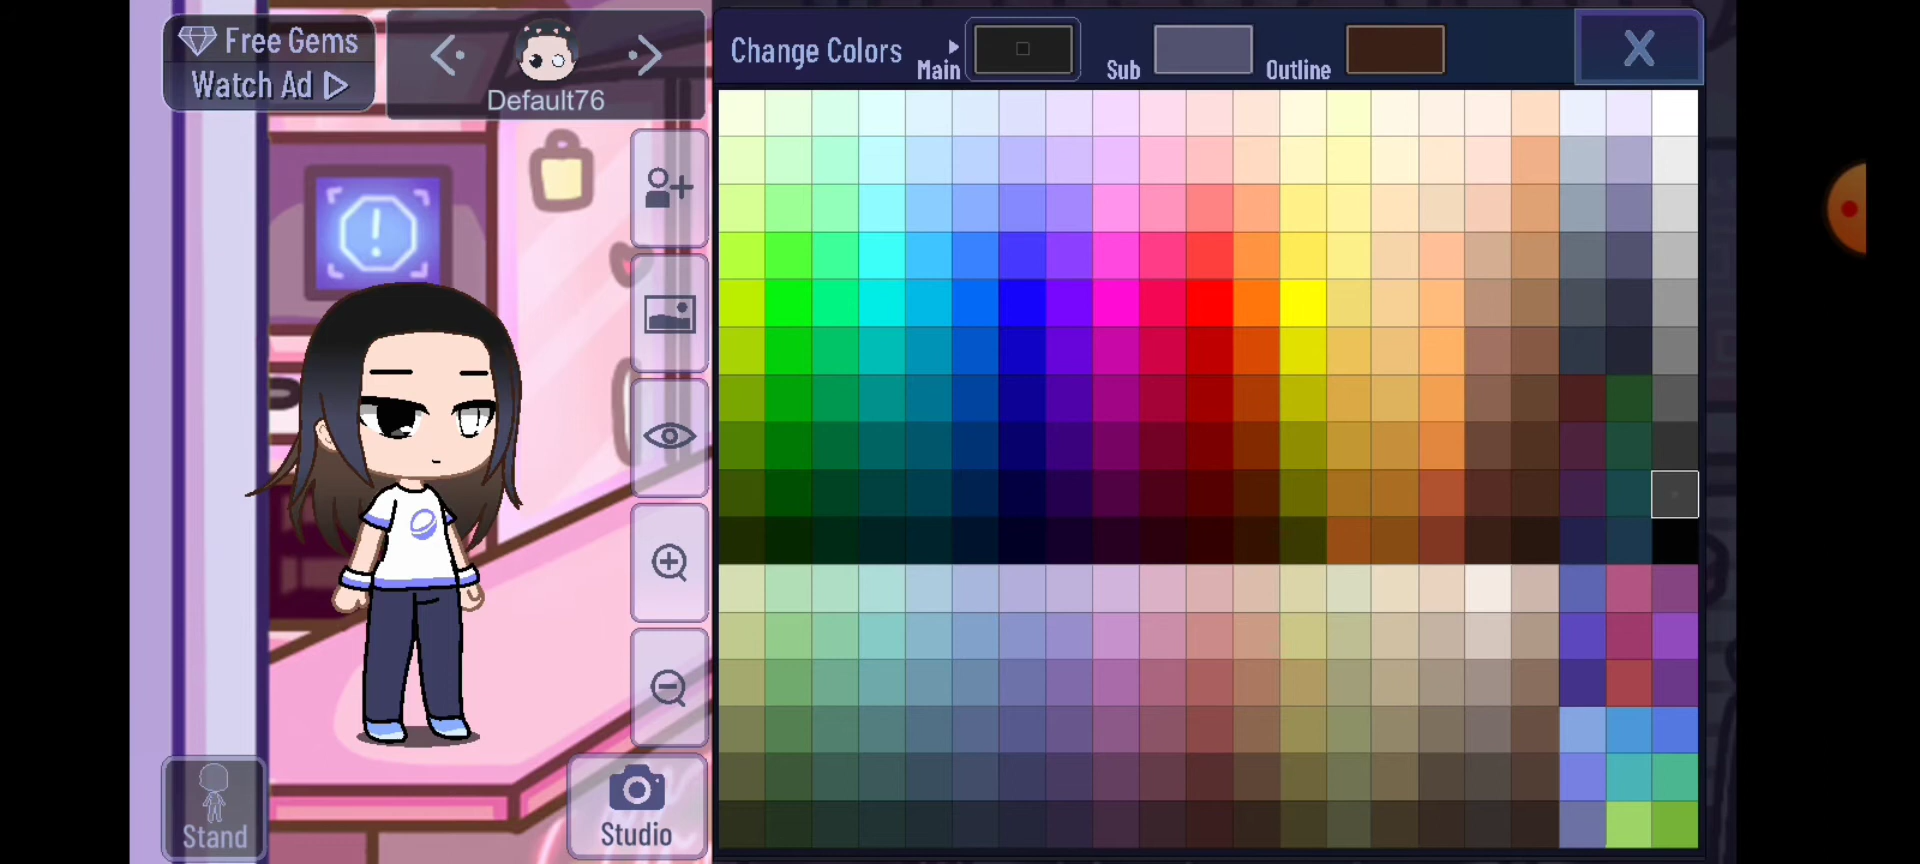 Free Gems
Watch Ad
Default76
Change Colors
Main
Sub
Outline
X
Stand
Studio